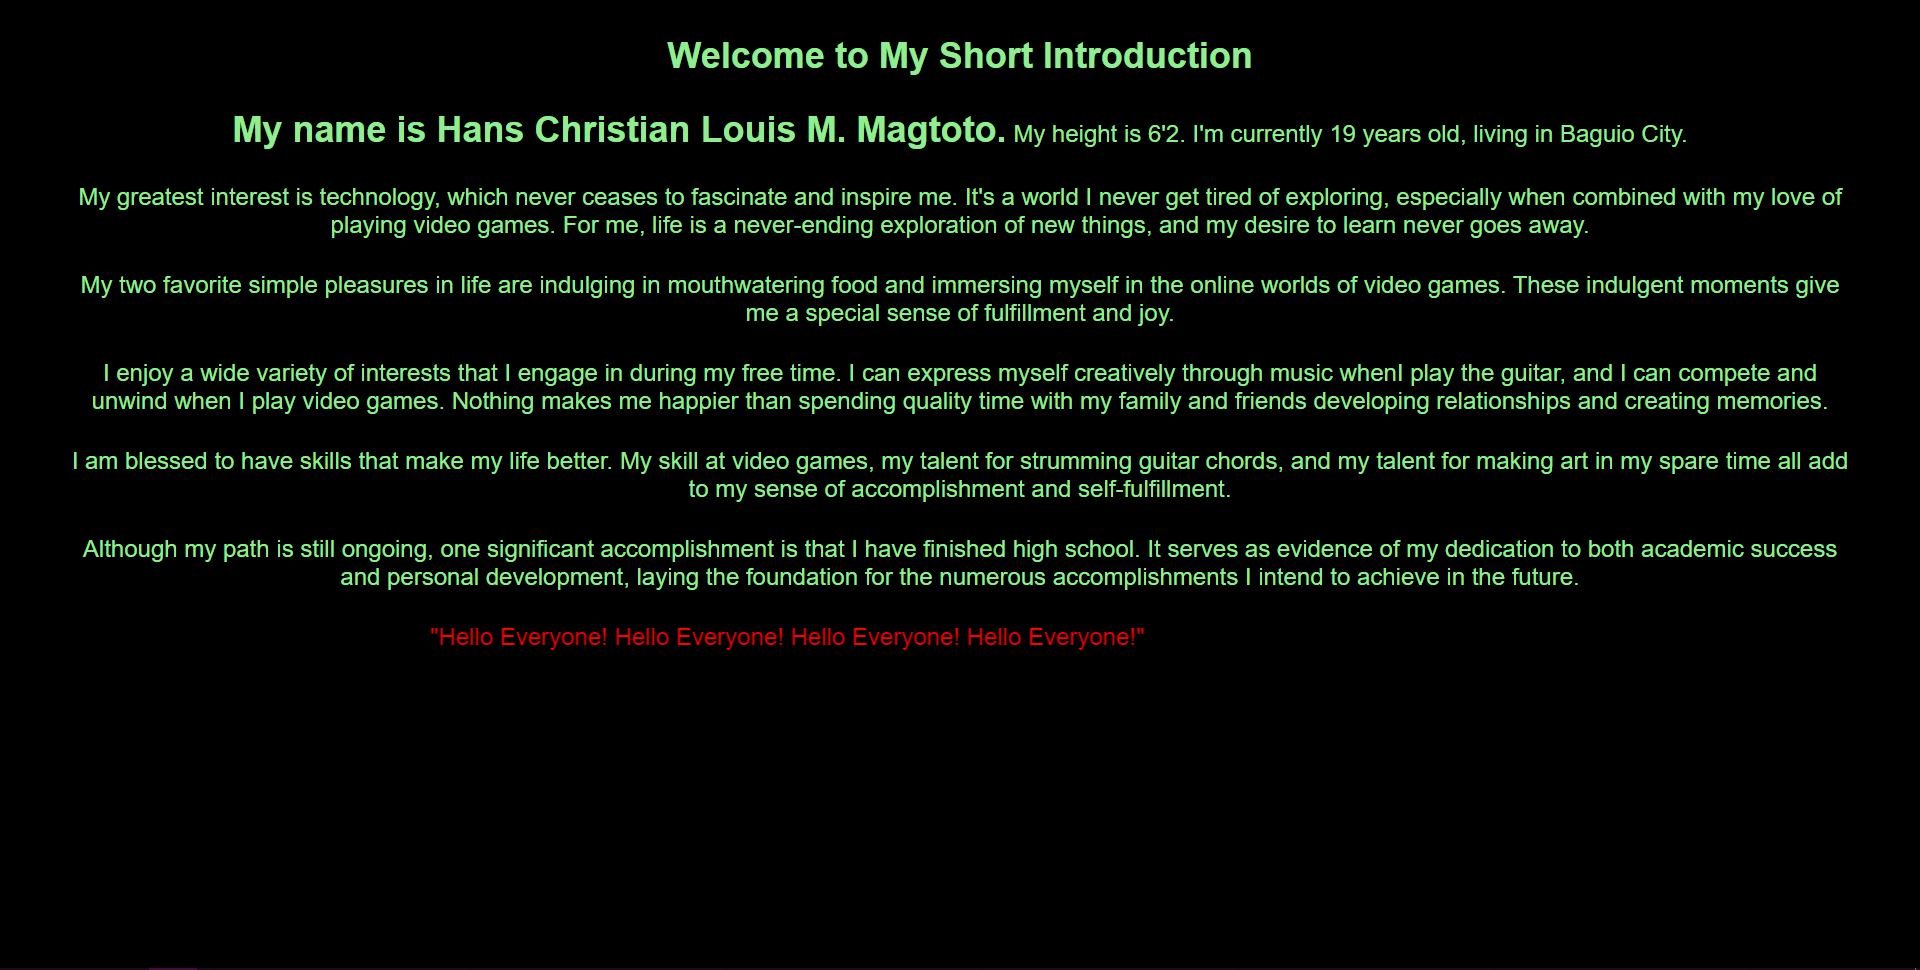 Welcome to My Short Introduction
My name is Hans Christian Louis M. Magtoto. My height is 6'2. I'm currently 19 years old, living in Baguio City.
My greatest interest is technology, which never ceases to fascinate and inspire me. It's a world I never get tired of exploring, especially when combined with my love of
playing video games. For me, life is a never-ending exploration of new things, and my desire to learn never goes away.
My two favorite simple pleasures in life are indulging in mouthwatering food and immersing myself in the online worlds of video games. These indulgent moments give
me a special sense of fulfillment and joy.
I enjoy a wide variety of interests that I engage in during my free time. I can express myself creatively through music whenI play the guitar, and I can compete and
unwind when I play video games. Nothing makes me happier than spending quality time with my family and friends developing relationships and creating memories.
I am blessed to have skills that make my life better. My skill at video games, my talent for strumming guitar chords, and my talent for making art in my spare time all add
to my sense of accomplishment and self-fulfillment.
Although my path is still ongoing, one significant accomplishment is that I have finished high school. It serves as evidence of my dedication to both academic success
and personal development, laying the foundation for the numerous accomplishments I intend to achieve in the future.
"Hello Everyone! Hello Everyone! Hello Everyone! Hello Everyone!"